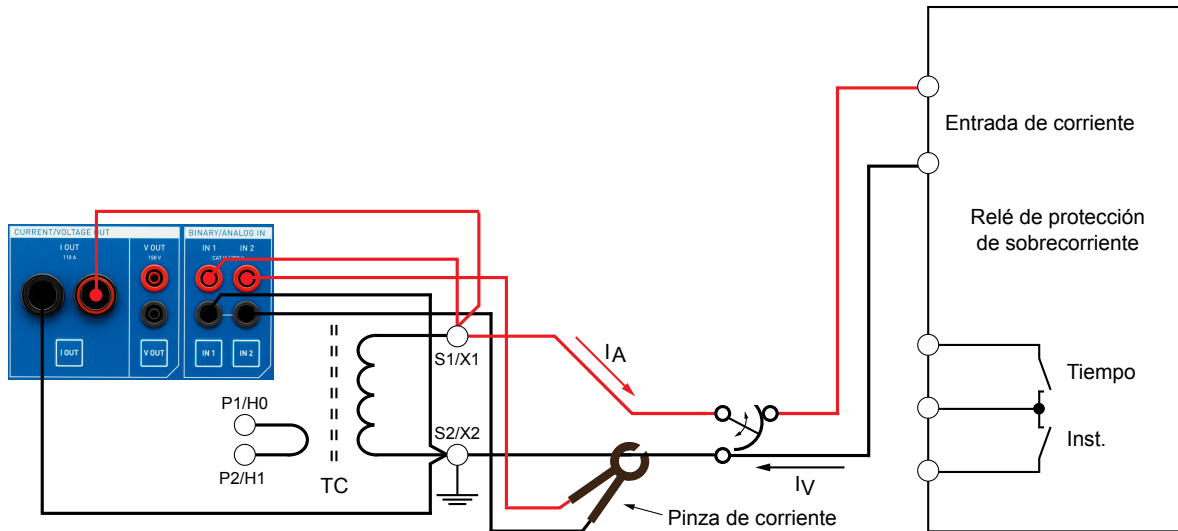 CURRENT/VOLTAGE OUT
BINARY/ANALOG IN
I OUT
110 A
V OUT
150 V
IN 1
IN 2
I OUT
V OUT
IN 1
IN 2
P1/H0
P2/H1
TC
S1/X1
S2/X2
IA
IV
Pinza de corriente
Entrada de corriente
Relé de protección
de sobrecorriente
Tiempo
Inst.